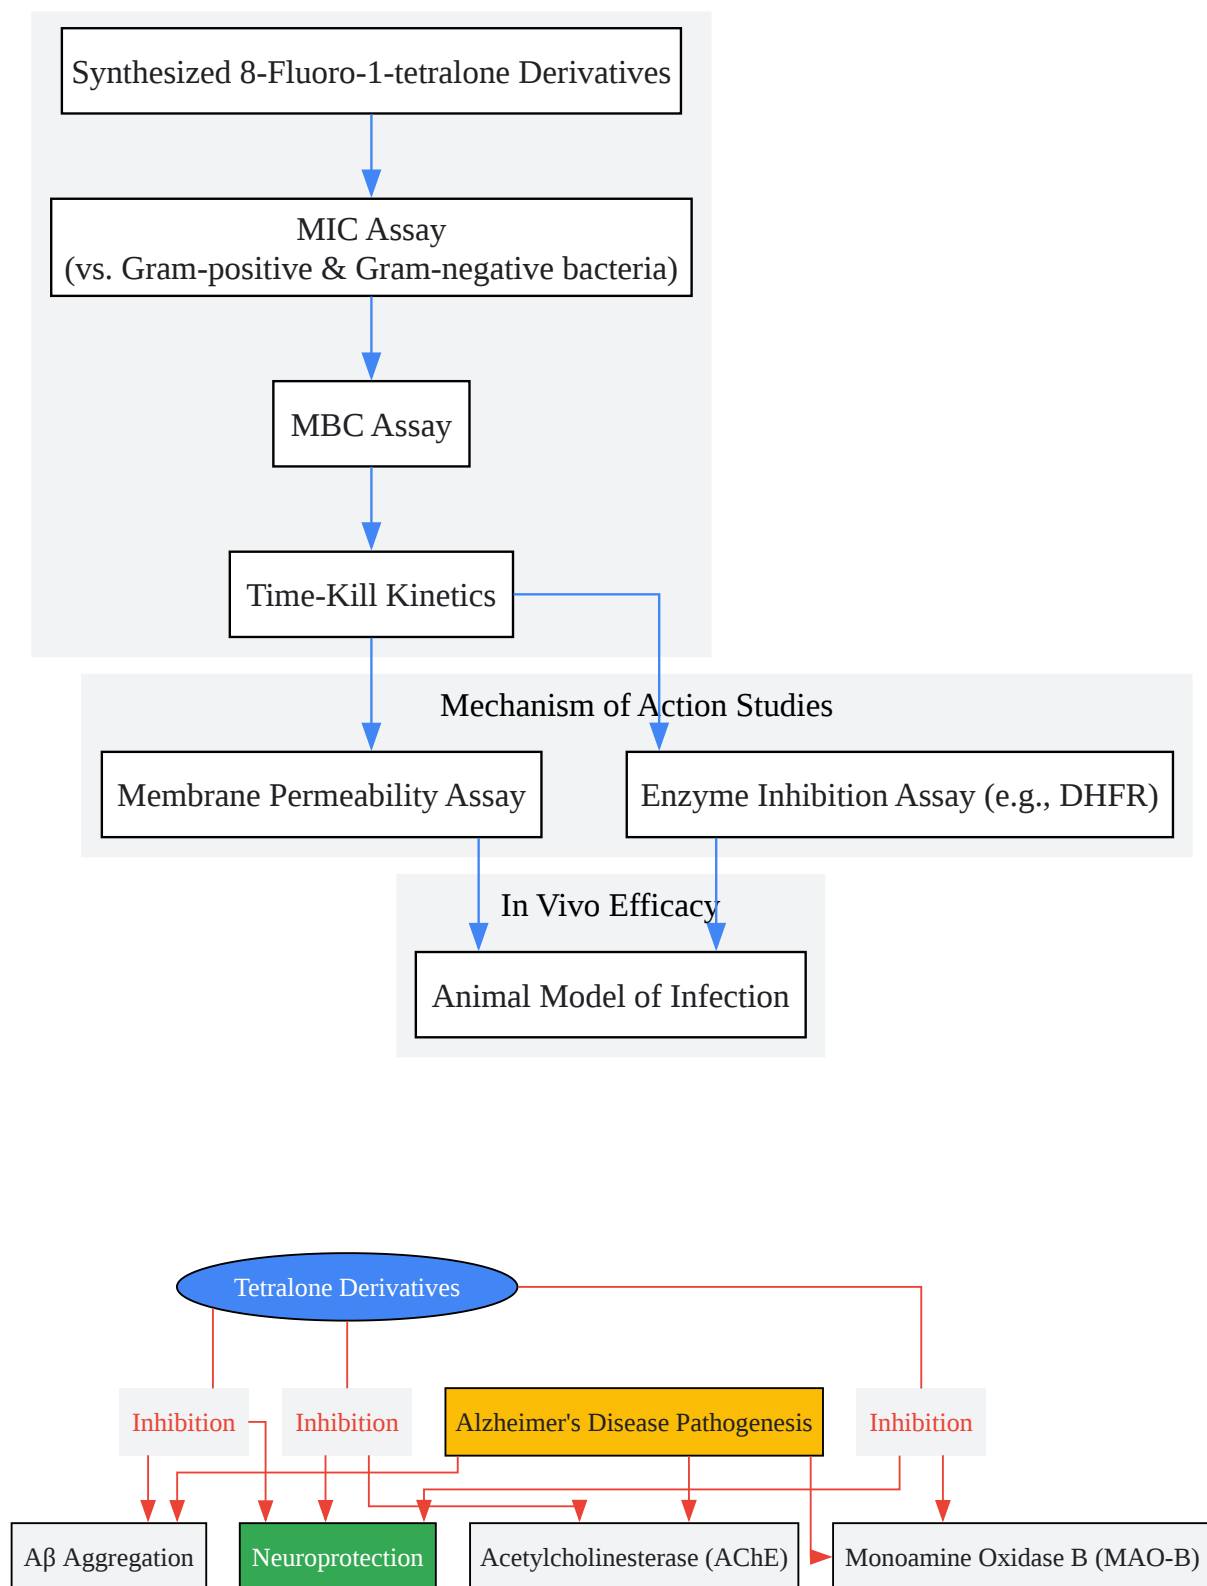 Synthesized 8-Fluoro-1-tetralone Derivatives
MIC Assay
(vs. Gram-positive & Gram-negative bacteria)
MBC Assay
Time-Kill Kinetics
Mechanism of Action Studies
Membrane Permeability Assay
Enzyme Inhibition Assay (e.g., DHFR)
In Vivo Efficacy
Animal Model of Infection
Tetralone Derivatives
Inhibition
Inhibition
Alzheimer's Disease Pathogenesis
Inhibition
Aβ Aggregation
Neuroprotection
Acetylcholinesterase (AChE)
Monoamine Oxidase B (MAO-B)